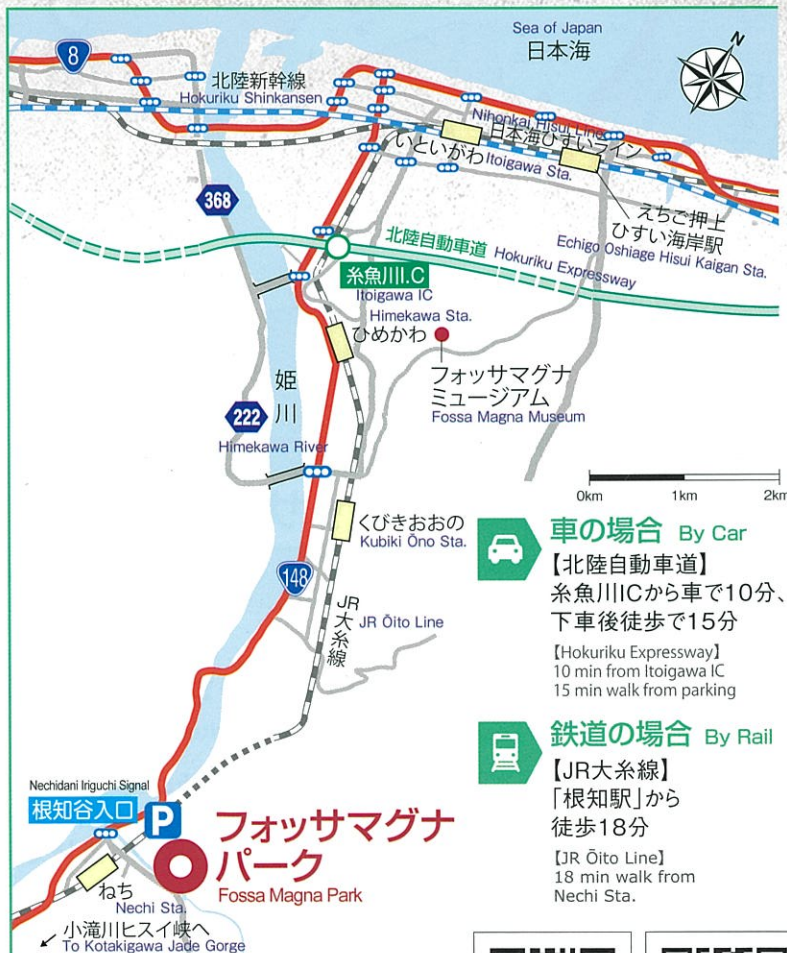 Sea of Japan
日本海
N
8
北陸新幹線
Hokuriku Shinkansen
Nihonkai Hisui Line
日本海ひすいライン
いといがわ
Itoigawa Sta.
えちご押上
ひすい海岸駅
Echigo Oshiage Hisui Kaigan Sta.
368
北陸自動車道
Hokuriku Expressway
糸魚川I.C
Itoigawa IC
Himekawa Sta.
ひめかわ
フォッサマグナ
ミュージアム
Fossa Magna Museum
姫川
222
Himekawa River
0km 1km 2km
くびきおおの
Kubiki Ōno Sta.
148
JR大糸線
JR Ōito Line
車の場合 By Car
【北陸自動車道】
糸魚川ICから車で10分、
下車後徒歩で15分
【Hokuriku Expressway】
10 min from Itoigawa IC
15 min walk from parking
鉄道の場合 By Rail
【JR大糸線】
「根知駅」から
徒歩18分
【JR Ōito Line】
18 min walk from
Nechi Sta.
Nechidani Iriguchi Signal
根知谷入口
P
フォッサマグナ
パーク
Fossa Magna Park
ねち
Nechi Sta.
小滝川ヒスイ峡へ
To Kotakigawa Jade Gorge